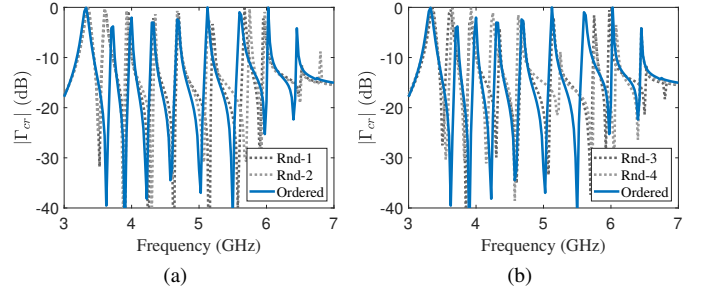 0
-10
-20
-30
-40
|Γcr| (dB)
Rnd-1
Rnd-2
Ordered
3 4 5 6 7
Frequency (GHz)
(a)
0
-10
-20
-30
-40
|Γcr| (dB)
Rnd-3
Rnd-4
Ordered
3 4 5 6 7
Frequency (GHz)
(b)